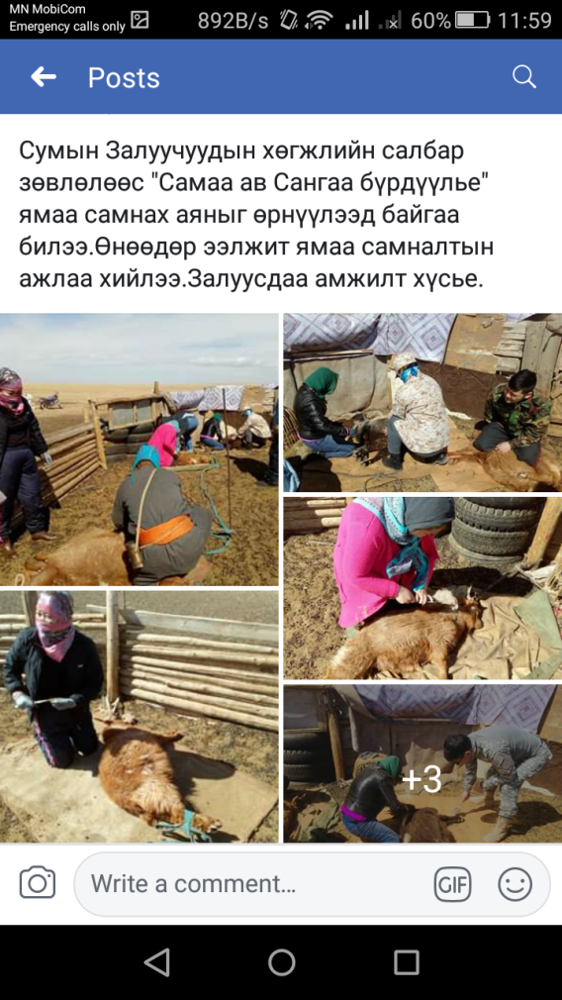 MN MobiCom
Emergency calls only
892B/s
60%
11:59
Posts
Сумын Залуучуудын хөгжлийн салбар
зөвлөлөөс "Самаа ав Сангаа бүрдүүлье"
ямаа самнах аяныг өрнүүлээд байгаа
билээ.Өнөөдөр ээлжит ямаа самналтын
ажлаа хийлээ.Залуусдаа амжилт хүсье.
+3
Write a comment...
GIF